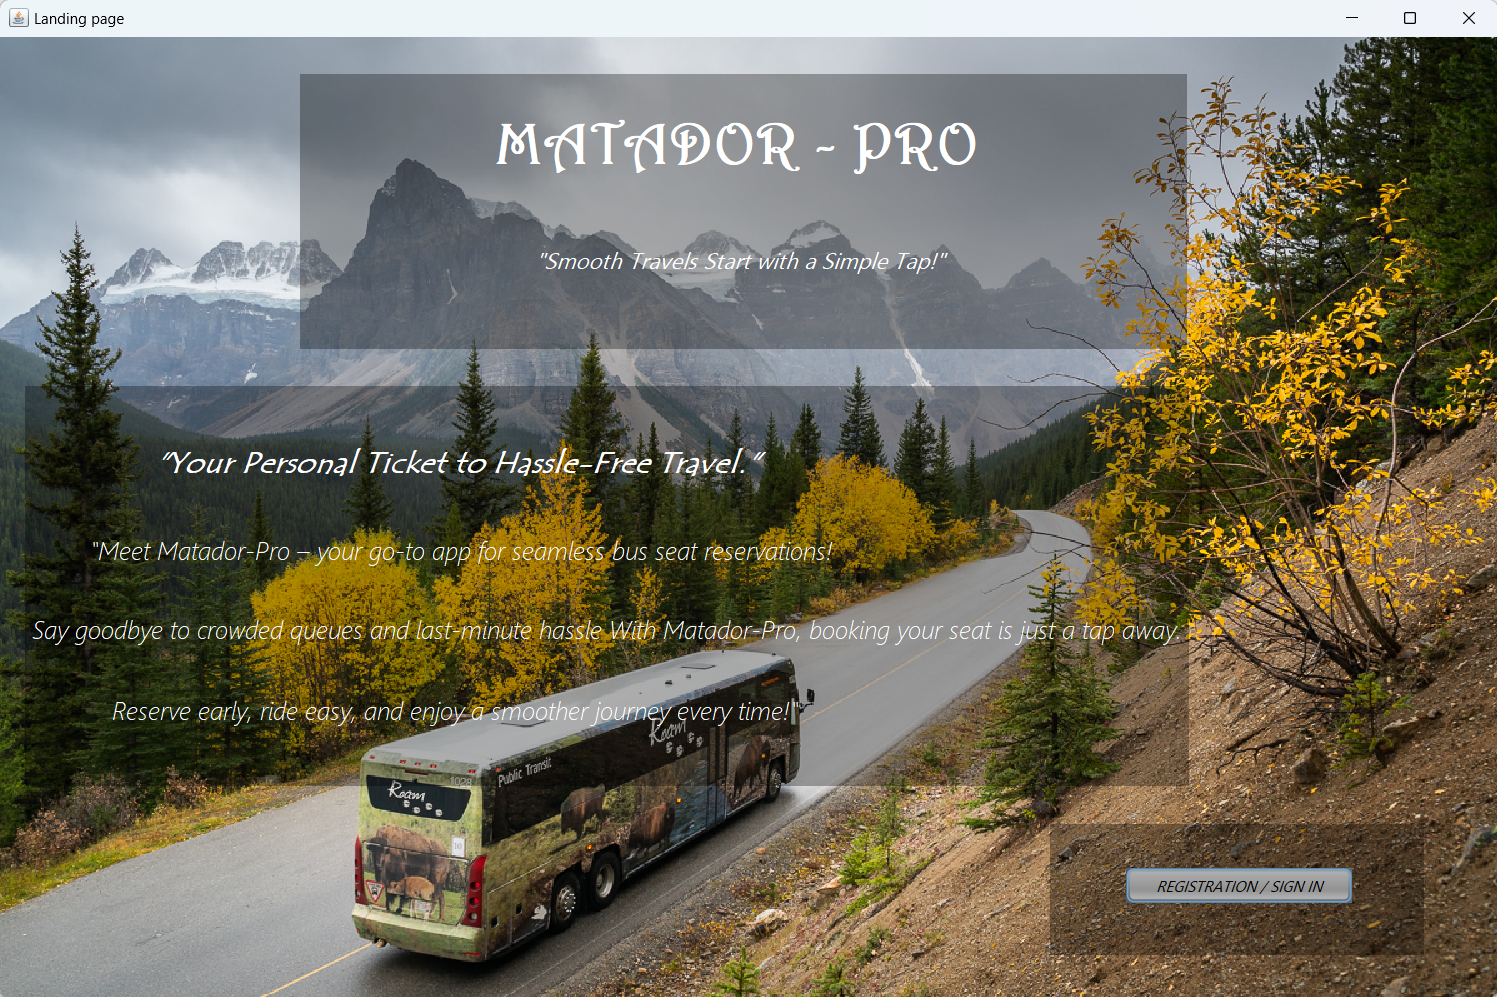 Landing page
MATADOR - PRO
"Smooth Travels Start with a Simple Tap!"
“Your Personal Ticket to Hassle-Free Travel.”
"Meet Matador-Pro – your go-to app for seamless bus seat reservations!
Say goodbye to crowded queues and last-minute hassle With Matador-Pro, booking your seat is just a tap away.
Reserve early, ride easy, and enjoy a smoother journey every time!"
Roam
Public Transit
1028
Roam
REGISTRATION / SIGN IN